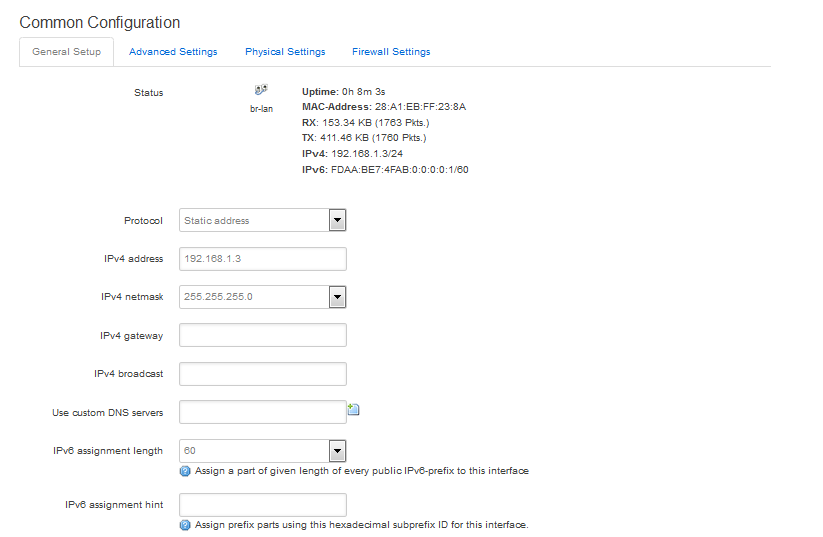 Common Configuration
General Setup Advanced Settings Physical Settings Firewall Settings
Status
br-lan
Uptime: 0h 8m 3s
MAC-Address: 28:A1:EB:FF:23:8A
RX: 153.34 KB (1763 Pkts.)
TX: 411.46 KB (1760 Pkts.)
IPv4: 192.168.1.3/24
IPv6: FDAA:BE7:4FAB:0:0:0:0:1/60
Protocol Static address
IPv4 address 192.168.1.3
IPv4 netmask 255.255.255.0
IPv4 gateway
IPv4 broadcast
Use custom DNS servers
IPv6 assignment length 60
Assign a part of given length of every public IPv6-prefix to this interface
IPv6 assignment hint
Assign prefix parts using this hexadecimal subprefix ID for this interface.